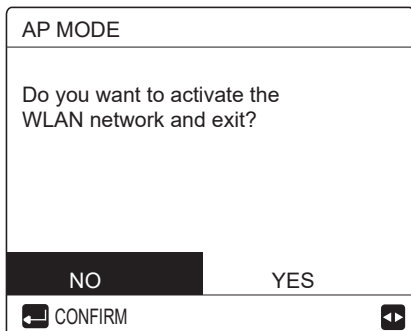 AP MODE
Do you want to activate the
WLAN network and exit?
NO YES
CONFIRM